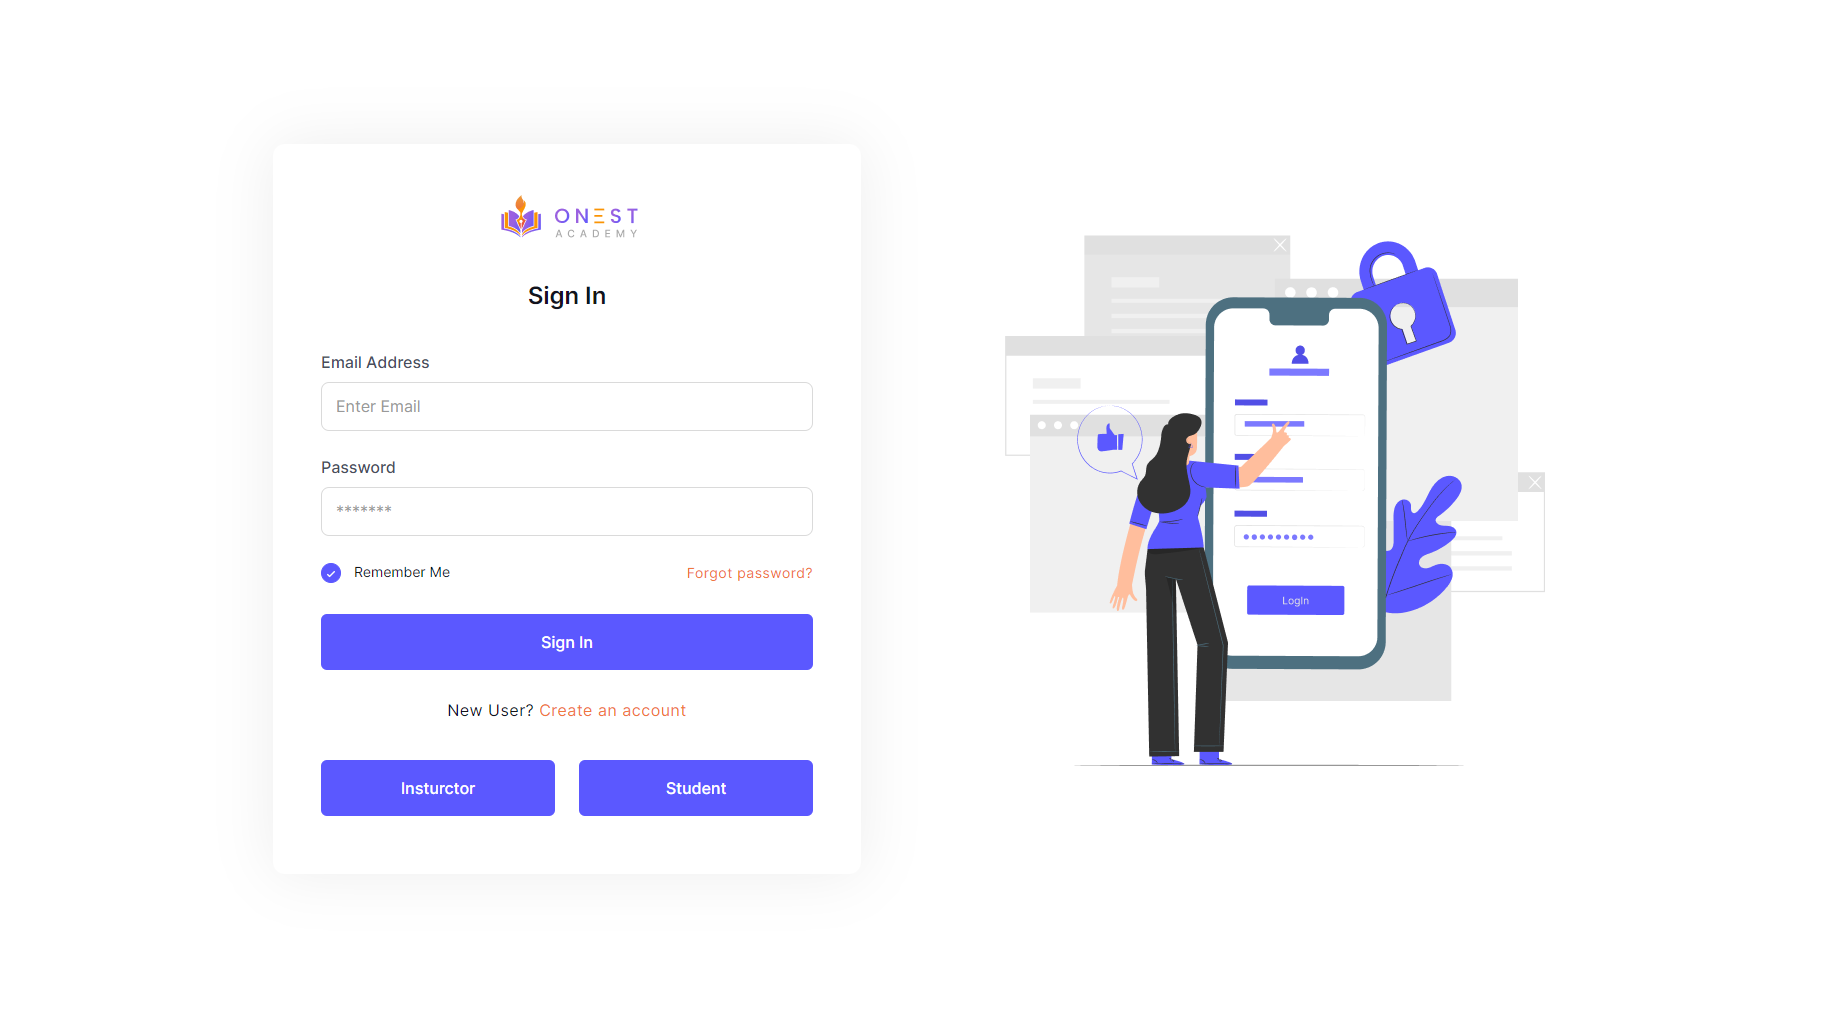 ONEST
ACADEMY
Sign In
Email Address
Enter Email
Password
*******
Remember Me
Forgot password?
Sign In
New User? Create an account
Insturctor
Student
LogIn